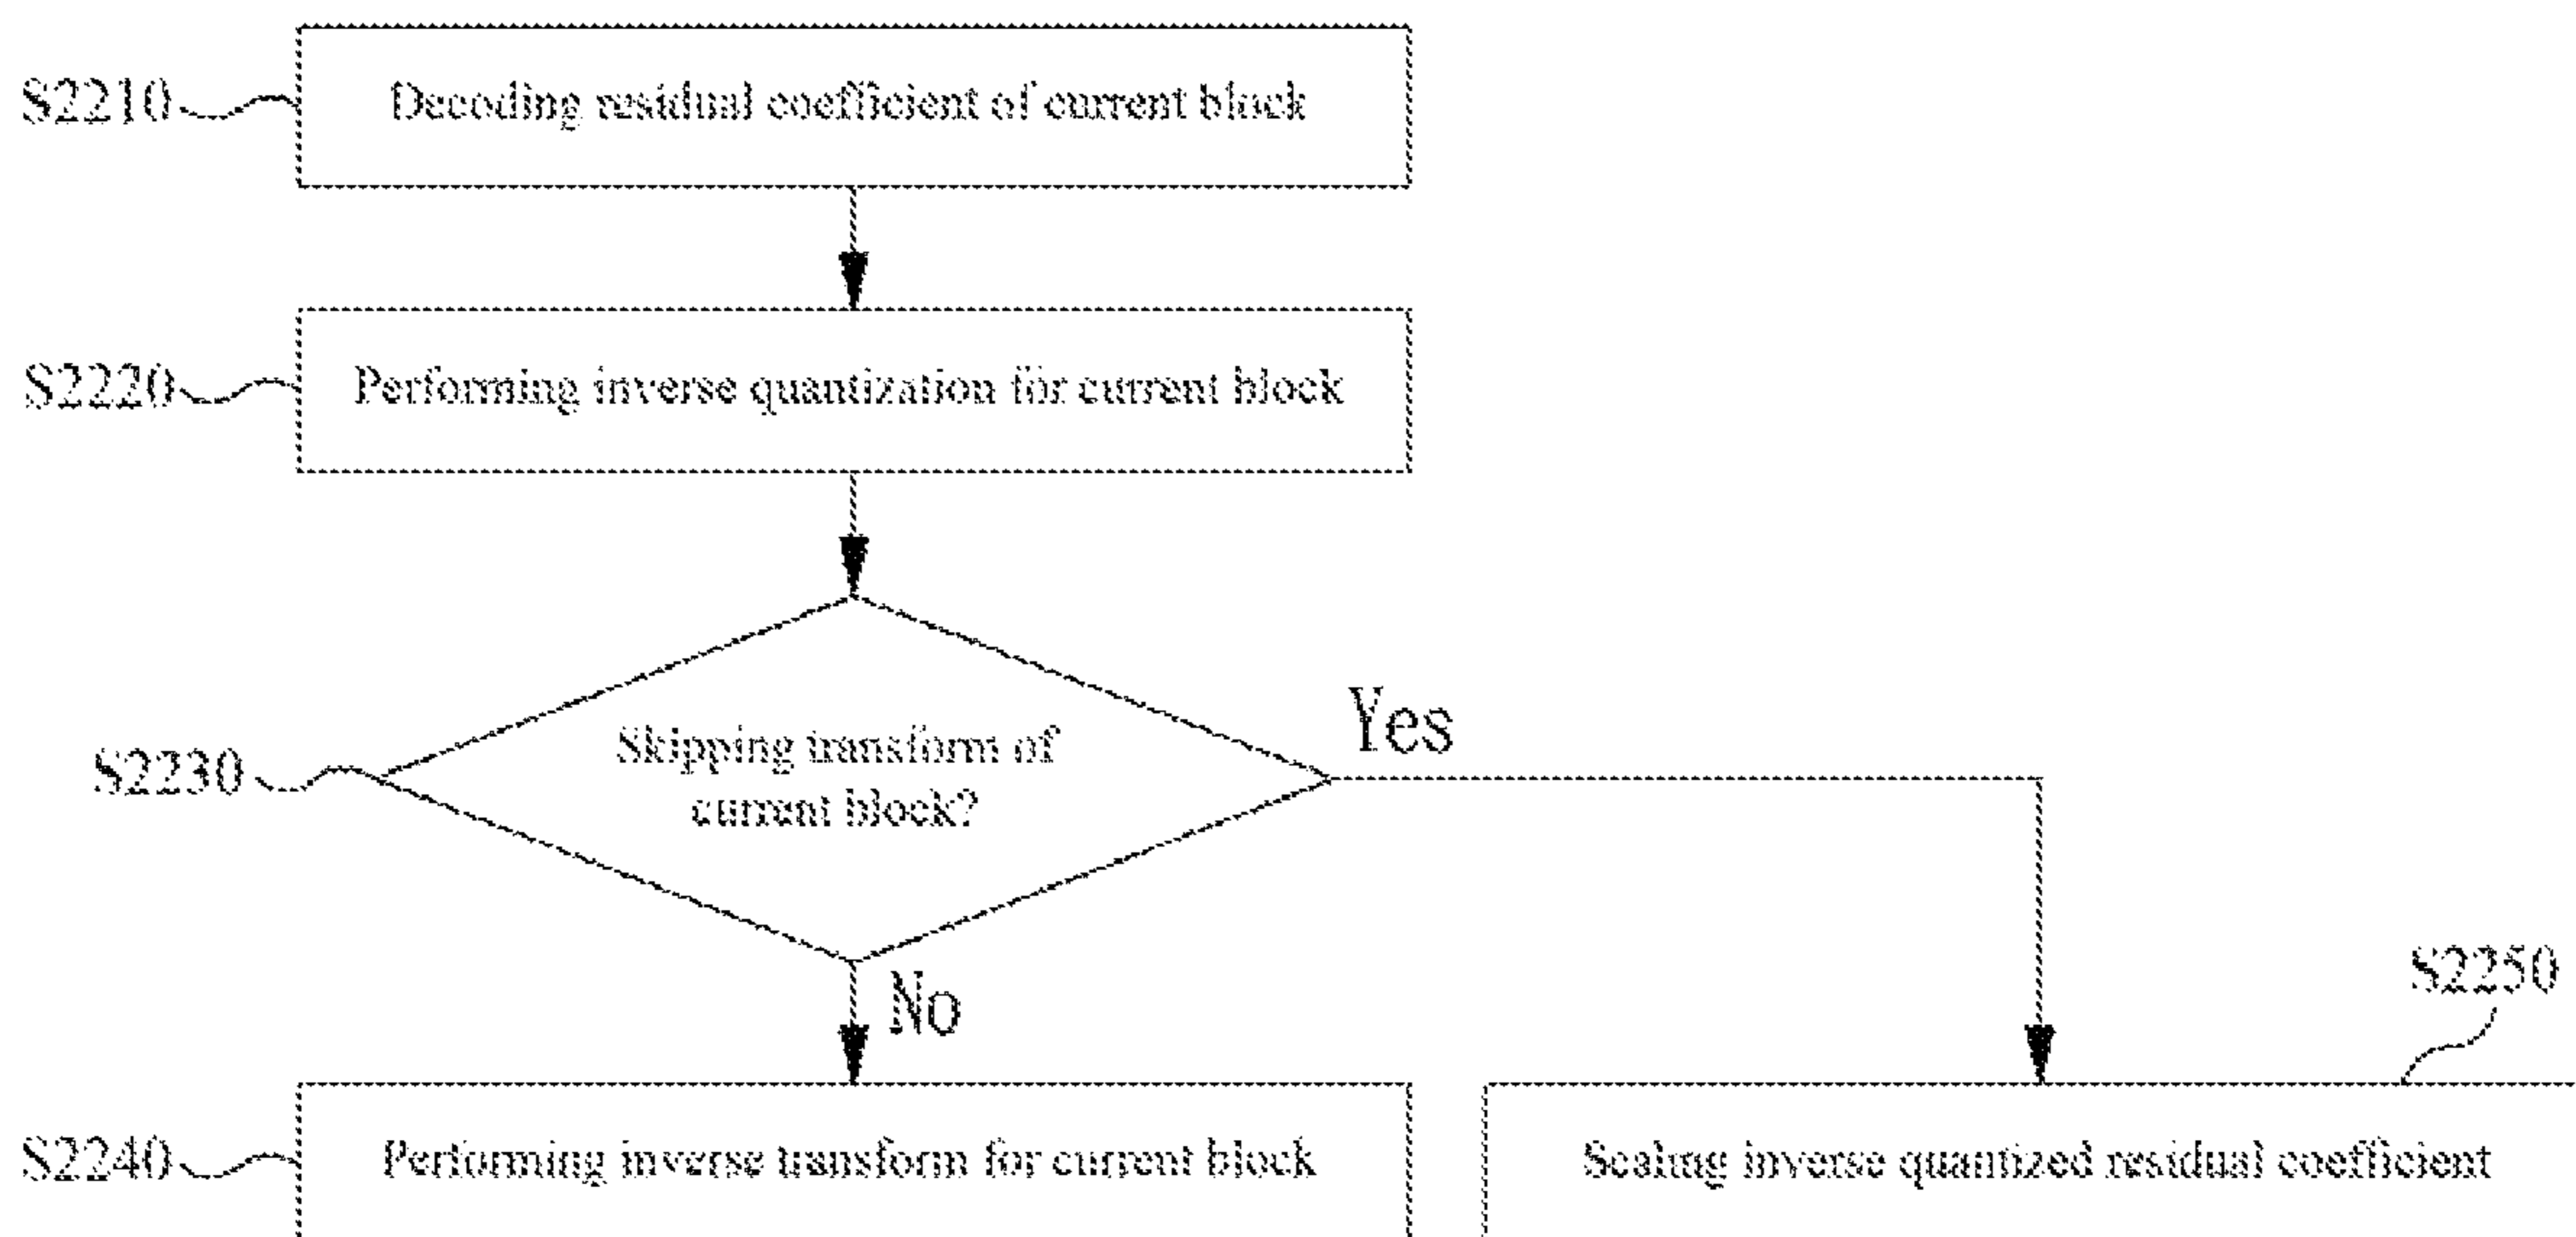 S2210
Decoding residual coefficient of current block
S2220
Performing inverse quantization for current block
S2230
Skipping transform of
current block?
Yes
No
S2250
S2240
Performing inverse transform for current block
Scaling inverse quantized residual coefficient